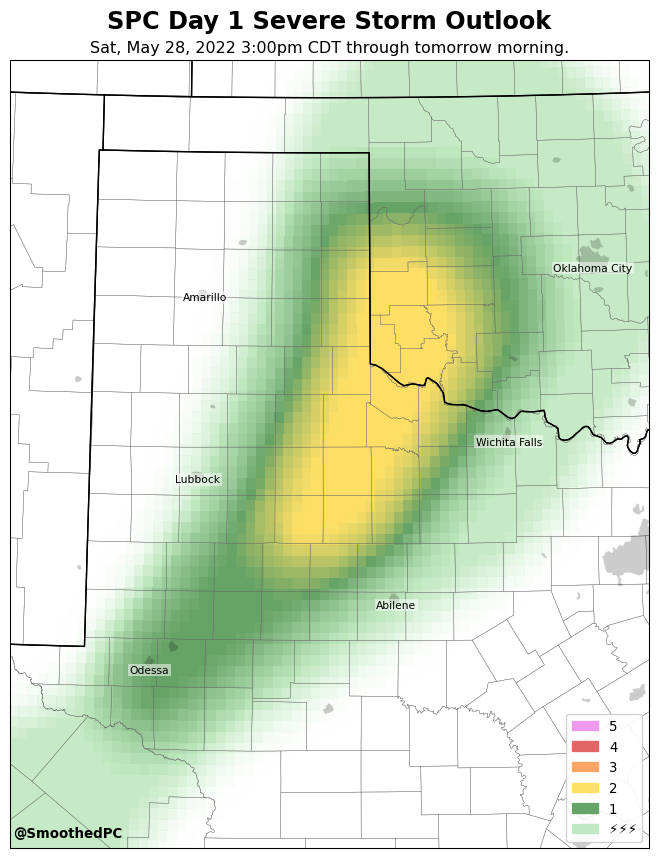 SPC Day 1 Severe Storm Outlook
Sat, May 28, 2022 3:00pm CDT through tomorrow morning.
Oklahoma City
Amarillo
Wichita Falls
Lubbock
Abilene
Odessa
5
4
3
2
1
⚡⚡⚡
@SmoothedPC